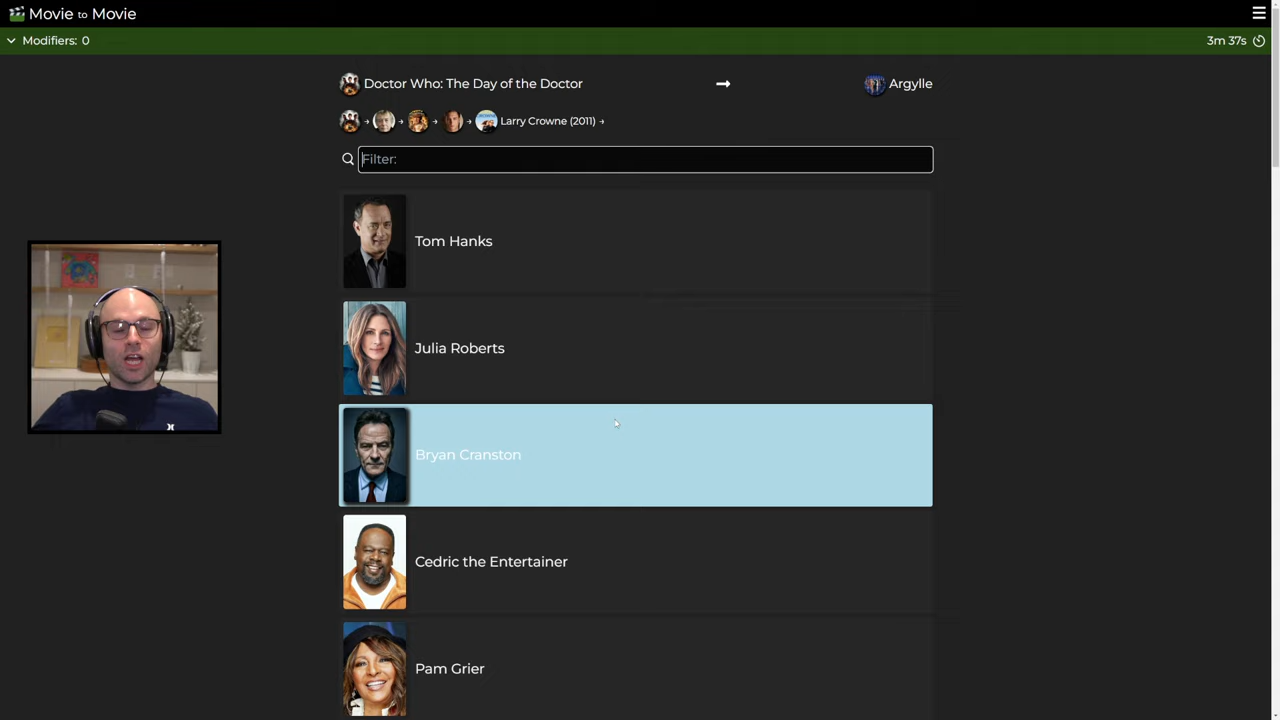 Movie to Movie
Modifiers: 0
3m 37s
Doctor Who: The Day of the Doctor
Argylle
Larry Crowne (2011)
Filter:
Tom Hanks
Julia Roberts
Bryan Cranston
Cedric the Entertainer
Pam Grier